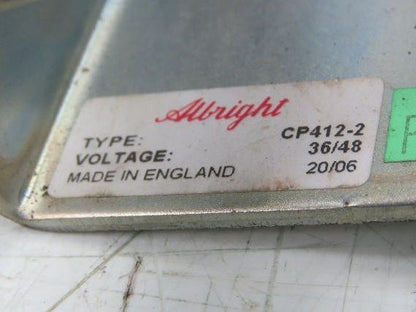 Albright
TYPE: CP412-2
VOLTAGE: 36/48
MADE IN ENGLAND 20/06